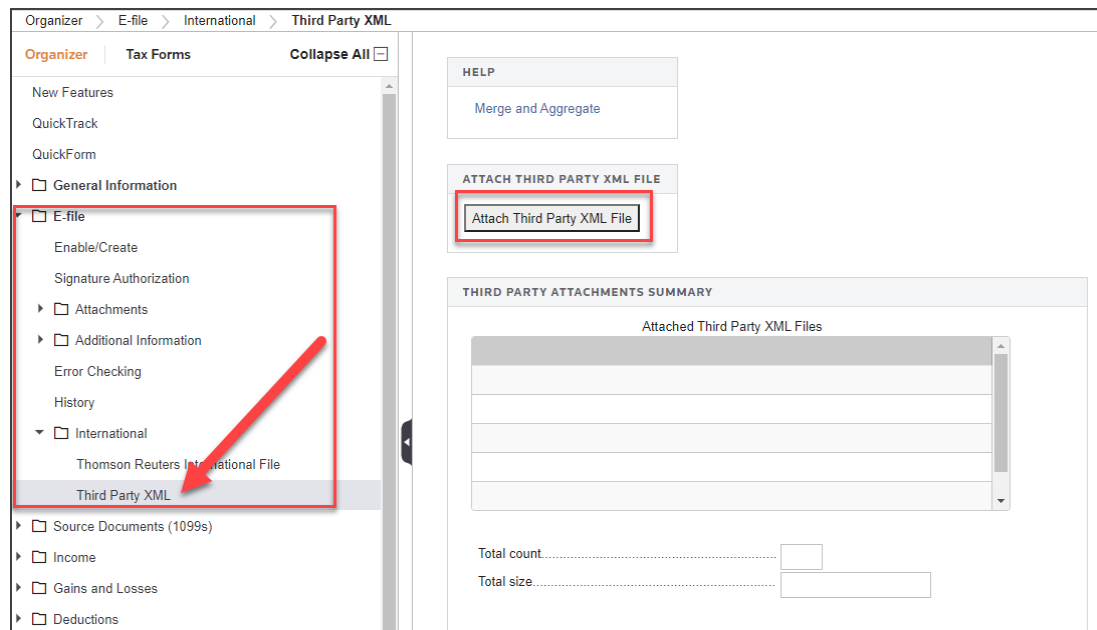 Organizer > E-file > International > Third Party XML
Organizer | Tax Forms Collapse All
New Features
QuickTrack
QuickForm
General Information
E-file
Enable/Create
Signature Authorization
Attachments
Additional Information
Error Checking
History
International
Thomson Reuters International File
Third Party XML
Source Documents (1099s)
Income
Gains and Losses
Deductions
HELP
Merge and Aggregate
ATTACH THIRD PARTY XML FILE
Attach Third Party XML File
THIRD PARTY ATTACHMENTS SUMMARY
Attached Third Party XML Files
Total count
Total size